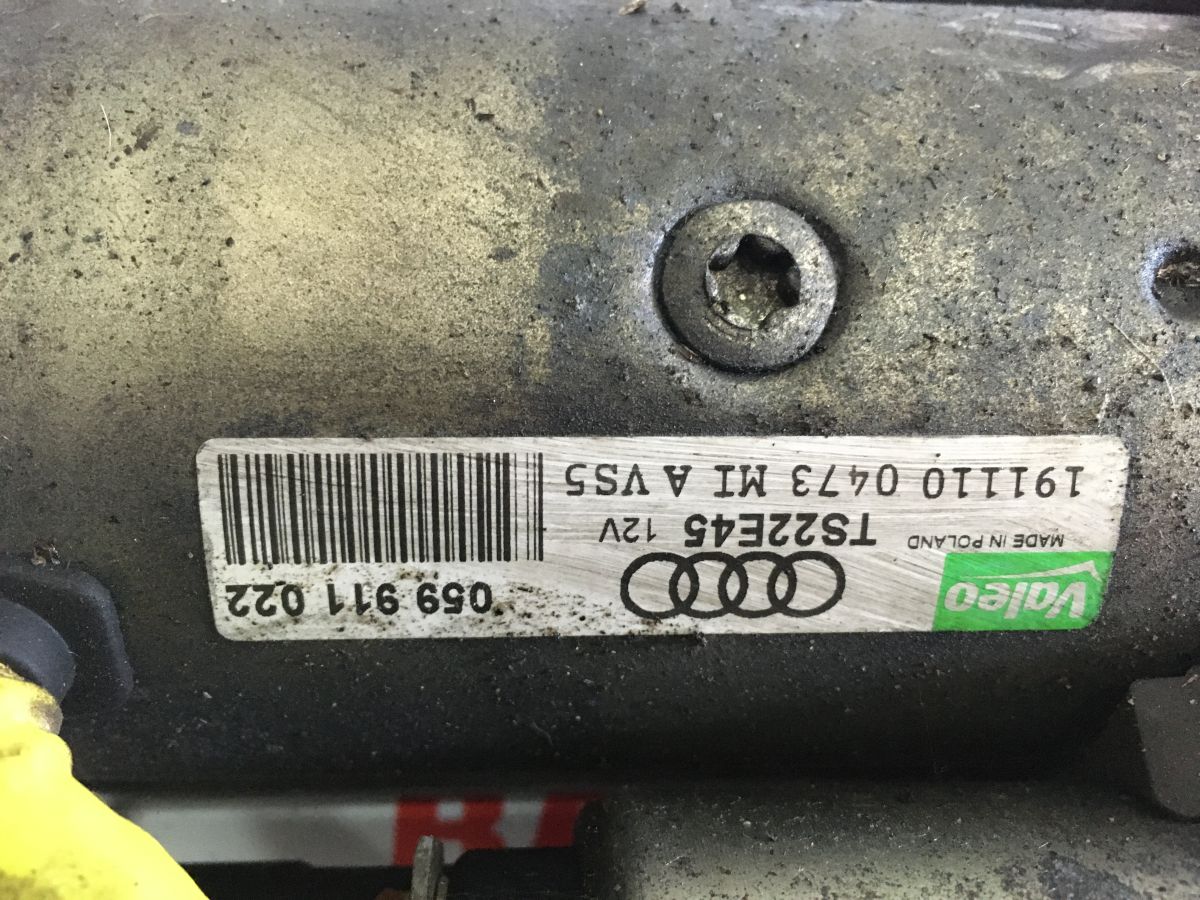 Valeo
059 911 022
MADE IN POLAND
TS22E45 12V
191110 0473 MI A VS5